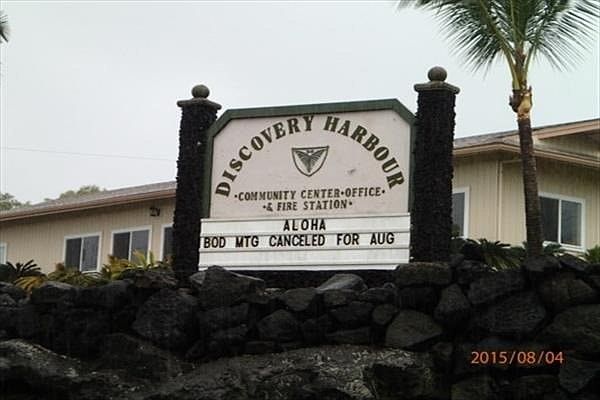 DISCOVERY HARBOUR
•COMMUNITY CENTER•OFFICE•
•& FIRE STATION•
ALOHA
BOD MTG CANCELED FOR AUG
2015/08/04